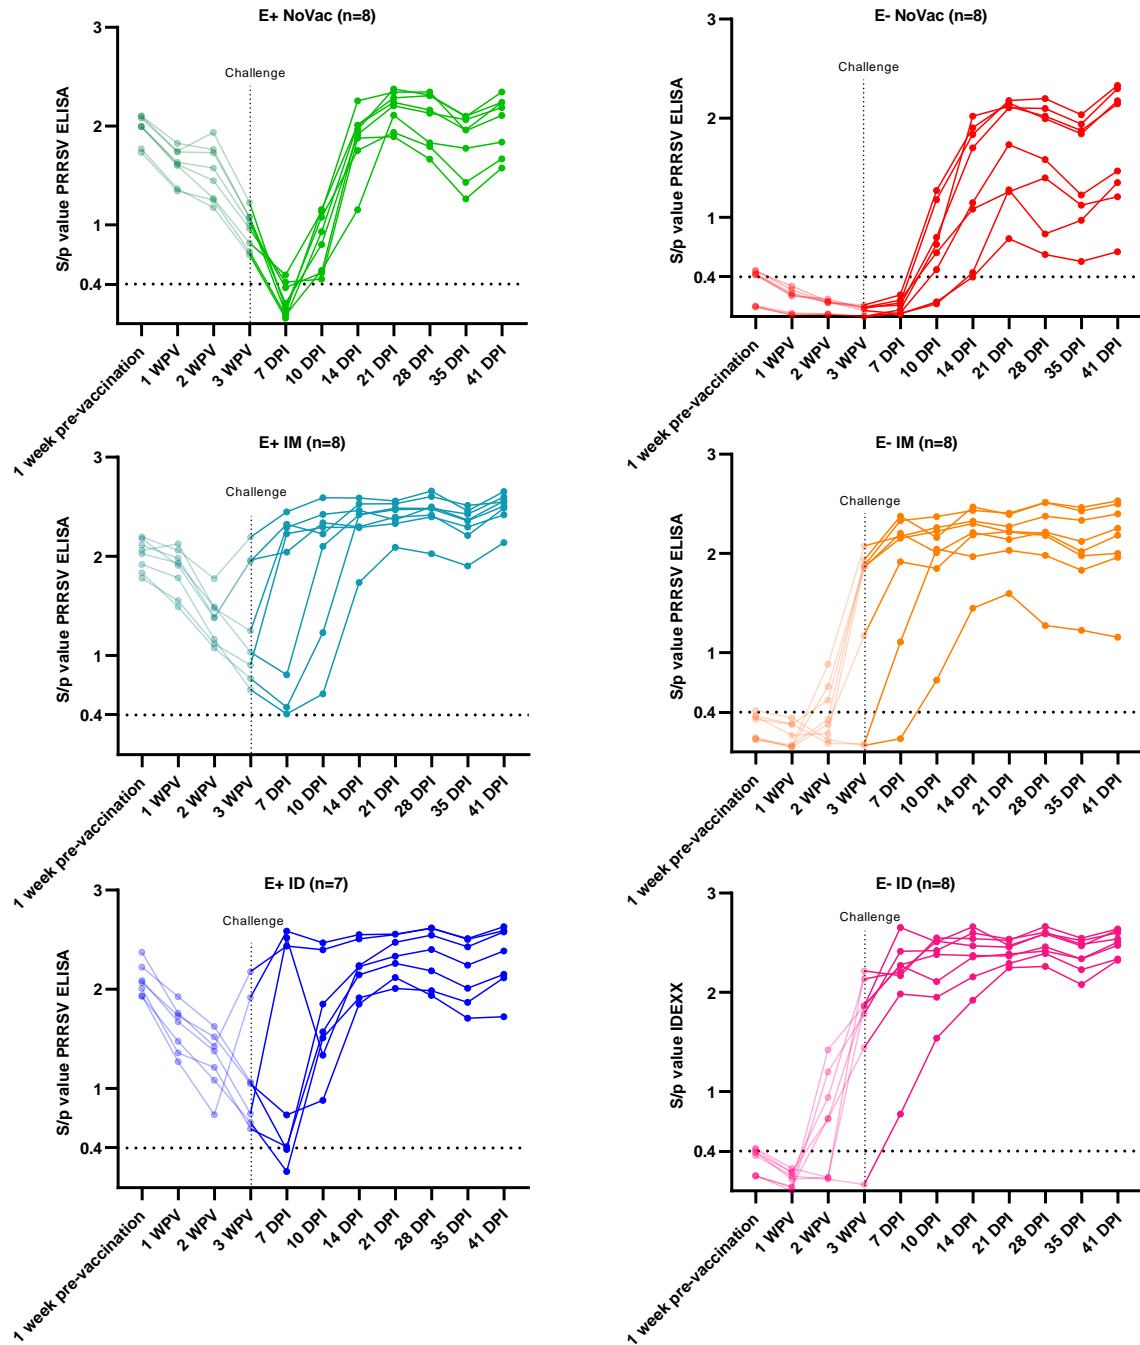 E+ NoVac (n=8)
S/p value PRRSV ELISA
3
2
1
0.4
Challenge
1 week pre-vaccination
1 WPV
2 WPV
3 WPV
7 DPI
10 DPI
14 DPI
21 DPI
28 DPI
35 DPI
41 DPI
E- NoVac (n=8)
S/p value PRRSV ELISA
3
2
1
0.4
Challenge
1 week pre-vaccination
1 WPV
2 WPV
3 WPV
7 DPI
10 DPI
14 DPI
21 DPI
28 DPI
35 DPI
41 DPI
E+ IM (n=8)
S/p value PRRSV ELISA
3
2
1
0.4
Challenge
1 week pre-vaccination
1 WPV
2 WPV
3 WPV
7 DPI
10 DPI
14 DPI
21 DPI
28 DPI
35 DPI
41 DPI
E- IM (n=8)
S/p value PRRSV ELISA
3
2
1
0.4
Challenge
1 week pre-vaccination
1 WPV
2 WPV
3 WPV
7 DPI
10 DPI
14 DPI
21 DPI
28 DPI
35 DPI
41 DPI
E+ ID (n=7)
S/p value PRRSV ELISA
3
2
1
0.4
Challenge
1 week pre-vaccination
1 WPV
2 WPV
3 WPV
7 DPI
10 DPI
14 DPI
21 DPI
28 DPI
35 DPI
41 DPI
E- ID (n=8)
S/p value IDEXX
3
2
1
0.4
Challenge
1 week pre-vaccination
1 WPV
2 WPV
3 WPV
7 DPI
10 DPI
14 DPI
21 DPI
28 DPI
35 DPI
41 DPI